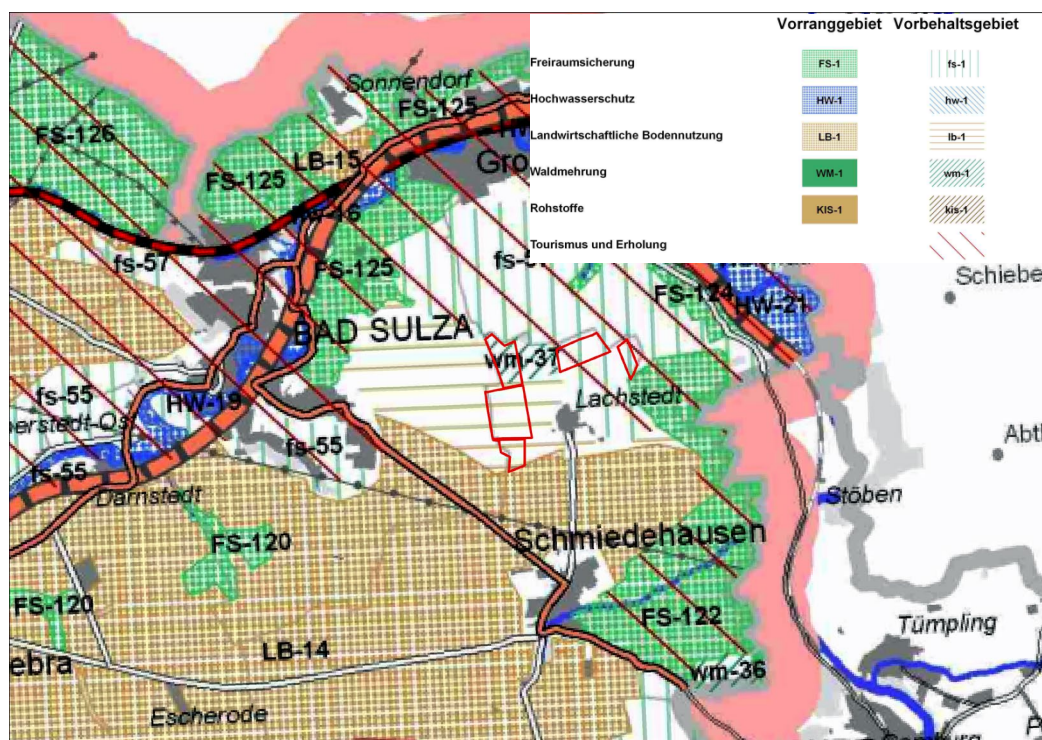 Vorranggebiet Vorbehaltsgebiet
Freiraumsicherung FS-1 fs-1
Hochwasserschutz HW-1 hw-1
Landwirtschaftliche Bodennutzung LB-1 lb-1
Waldmehrung WM-1 wm-1
Rohstoffe KIS-1 kis-1
Tourismus und Erholung
Sonnendorf
FS-125
FS-126
LB-15
Gro
FS-125
fs-57
FS-125
Schiebe
FS-124
HW-21
BAD SULZA
wm-37
fs-55
HW-19
Lachstedt
erstedt-Os
fs-55
Abt
fs-55
Darnstedt
Stöben
FS-120
Schmiedehausen
FS-120
FS-122
Tümpling
LB-14
ebra
wm-36
Escherode